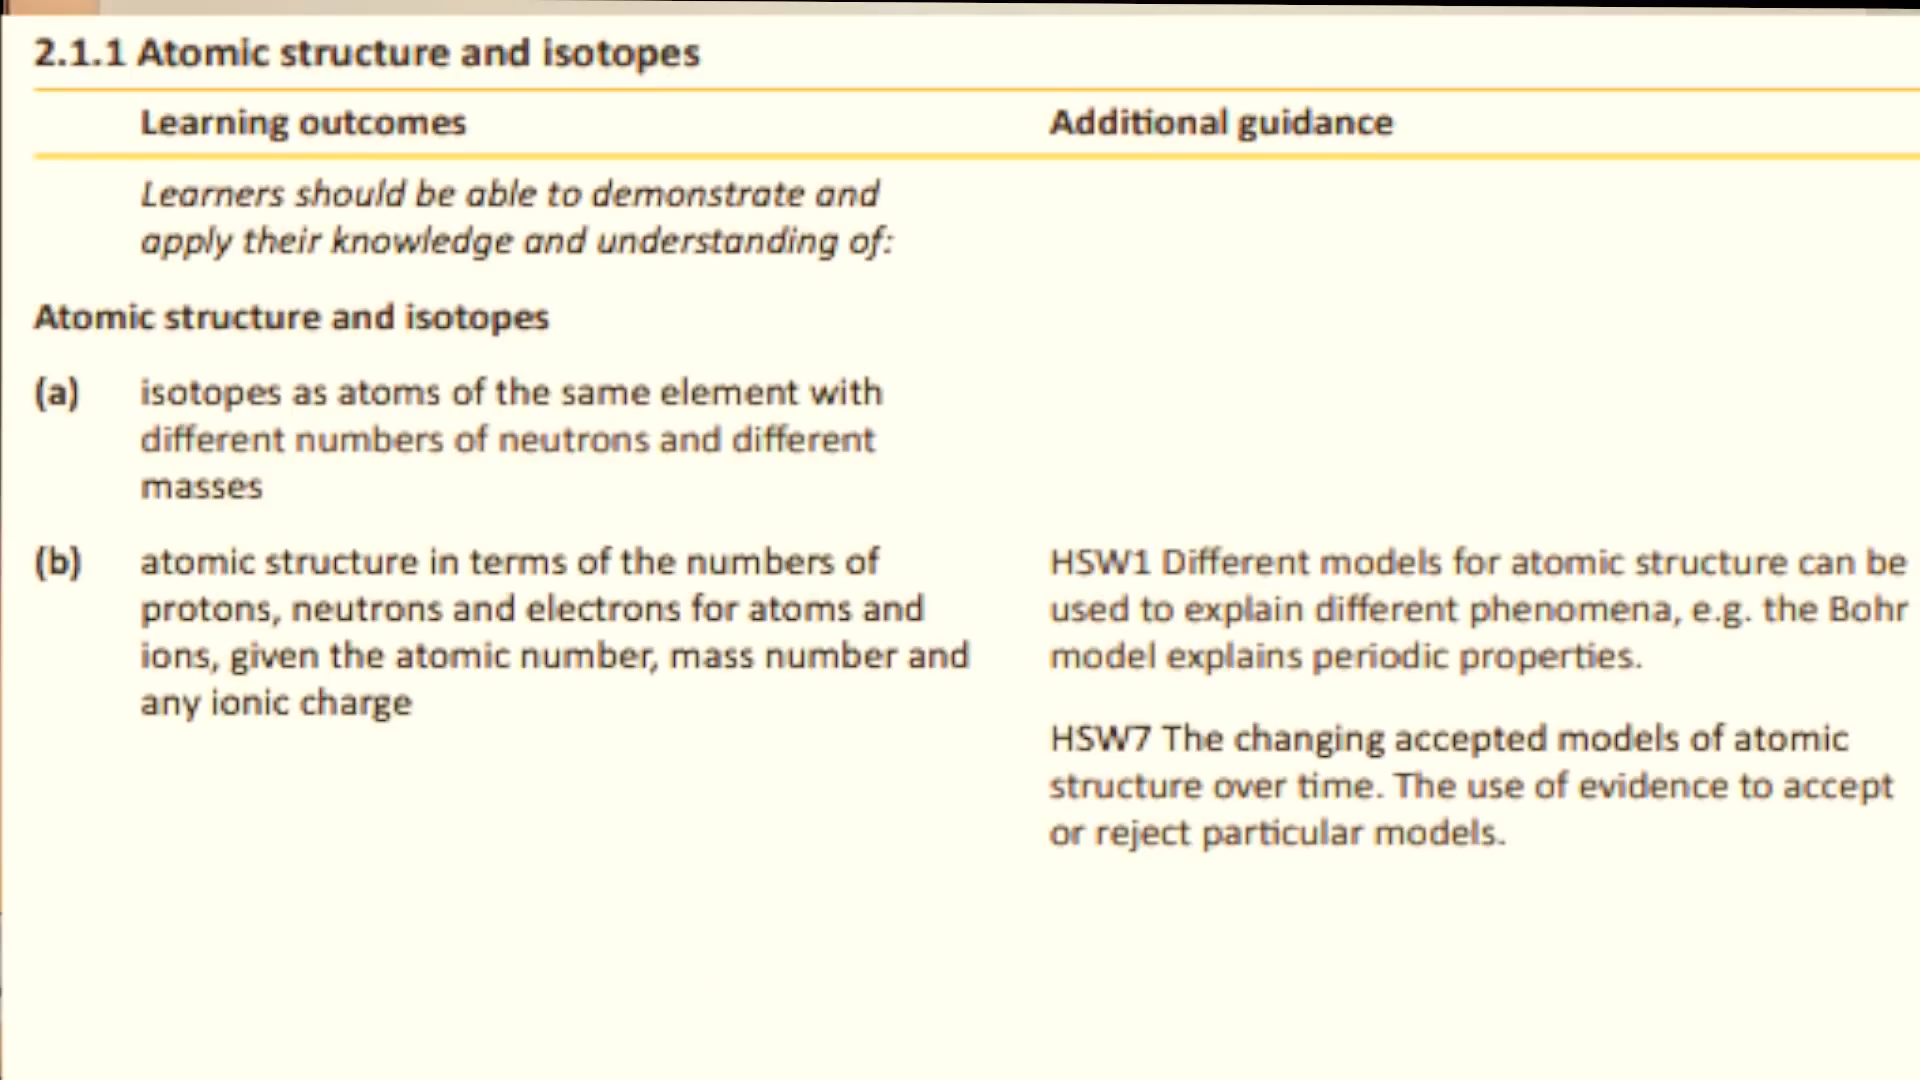 2.1.1 Atomic structure and isotopes
Learning outcomes
Additional guidance
Learners should be able to demonstrate and
apply their knowledge and understanding of:
Atomic structure and isotopes
(a) isotopes as atoms of the same element with
different numbers of neutrons and different
masses
(b) atomic structure in terms of the numbers of
protons, neutrons and electrons for atoms and
ions, given the atomic number, mass number and
any ionic charge
HSW1 Different models for atomic structure can be
used to explain different phenomena, e.g. the Bohr
model explains periodic properties.
HSW7 The changing accepted models of atomic
structure over time. The use of evidence to accept
or reject particular models.